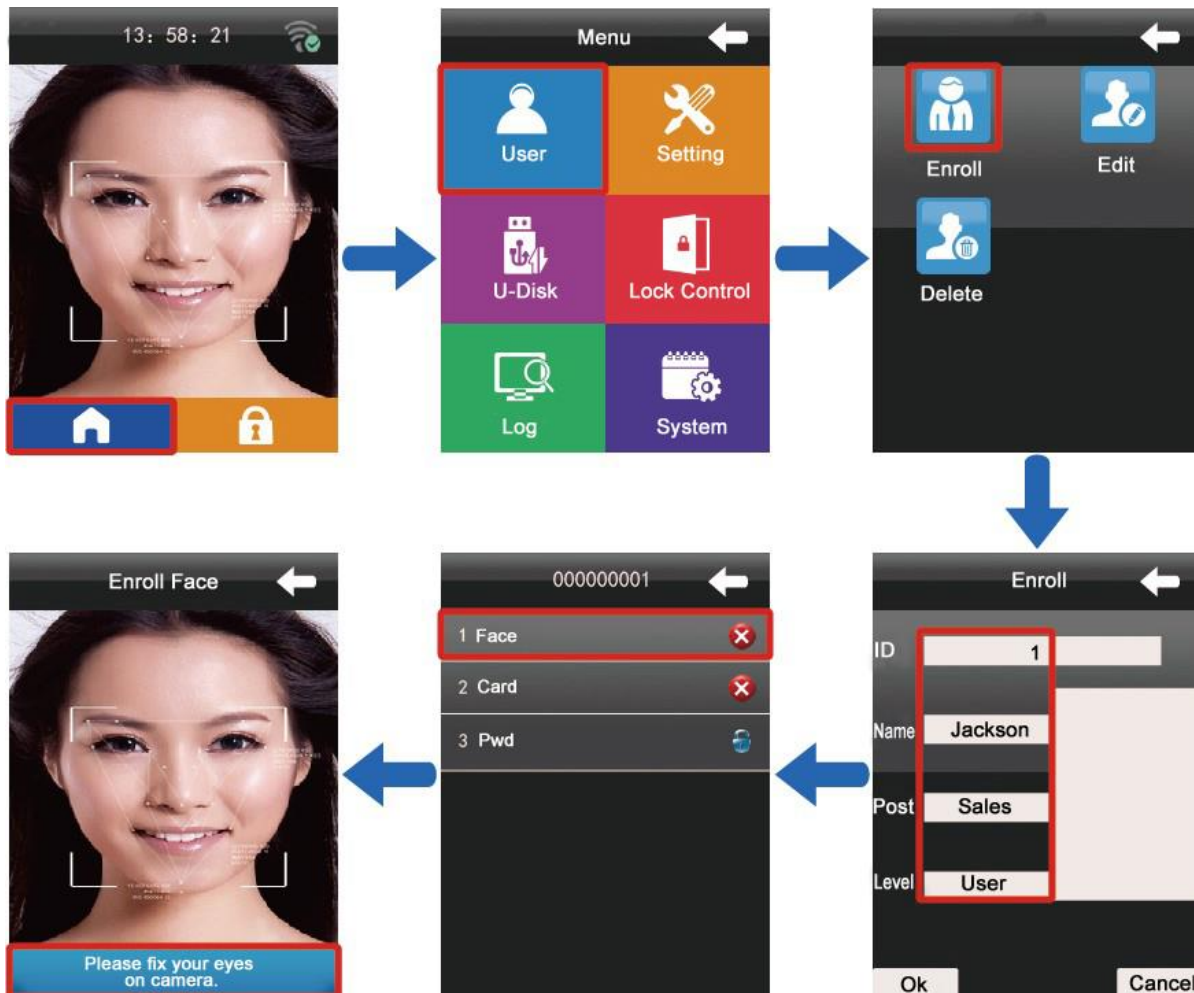 13: 58: 21
Menu
User
Setting
U-Disk
Lock Control
Log
System
Enroll
Edit
Delete
Enroll
ID
1
Name
Jackson
Post
Sales
Level
User
Ok
Cancel
000000001
1 Face
2 Card
3 Pwd
Enroll Face
Please fix your eyes
on camera.